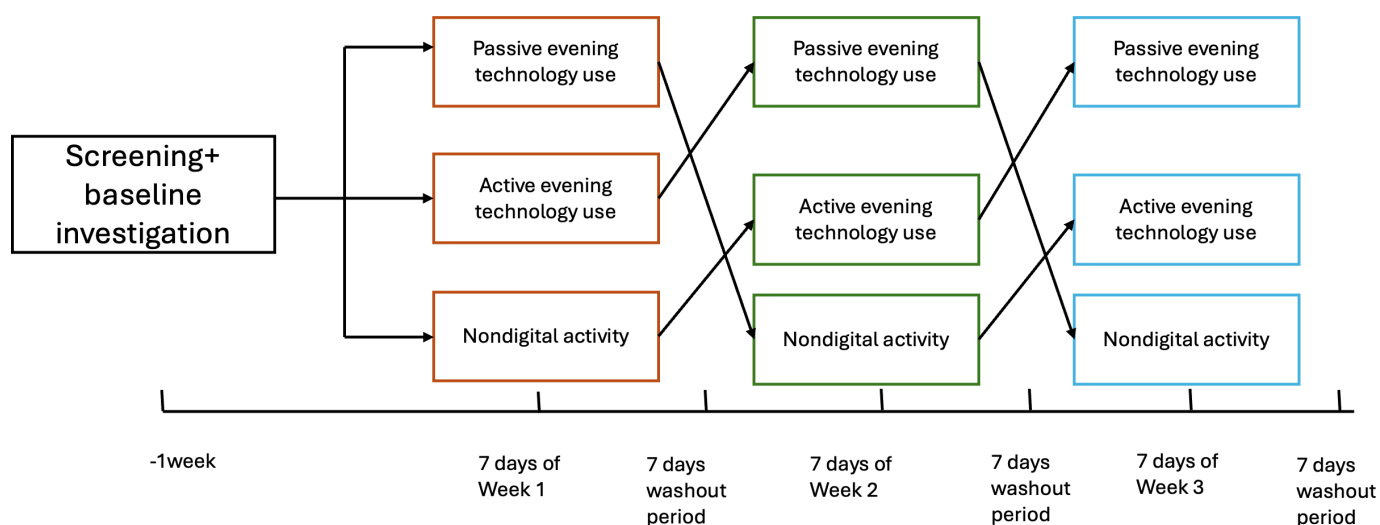 Screening+
baseline
investigation
Passive evening
technology use
Active evening
technology use
Nondigital activity
Passive evening
technology use
Active evening
technology use
Nondigital activity
Passive evening
technology use
Active evening
technology use
Nondigital activity
-1week
7 days of
Week 1
7 days
washout
period
7 days of
Week 2
7 days
washout
period
7 days of
Week 3
7 days
washout
period